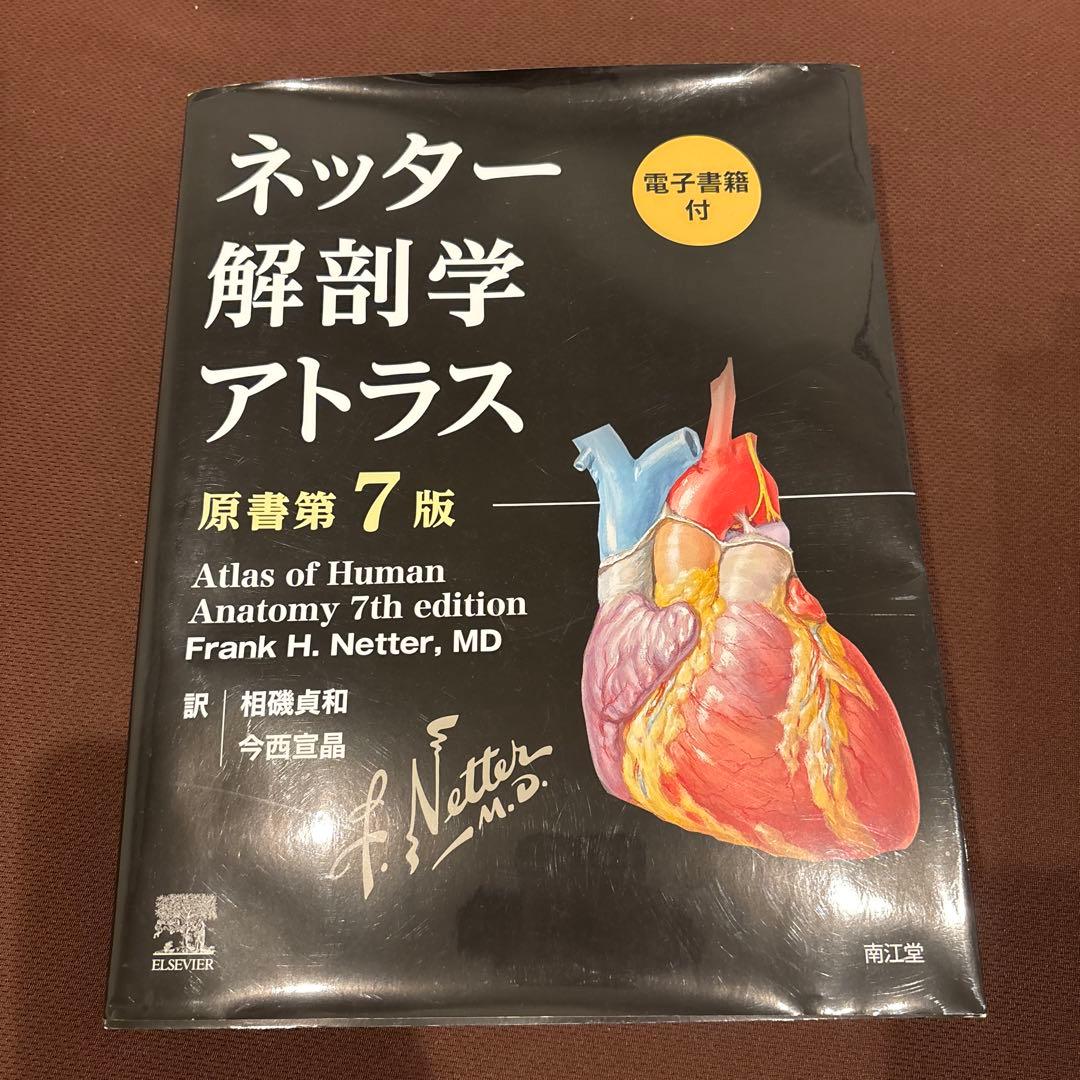 ネッター
解剖学
アトラス
電子書籍
付
原書第7版
Atlas of Human
Anatomy 7th edition
Frank H. Netter, MD
訳
相磯貞和
今西宣晶
F. Netter
M.D.
ELSEVIER
南江堂